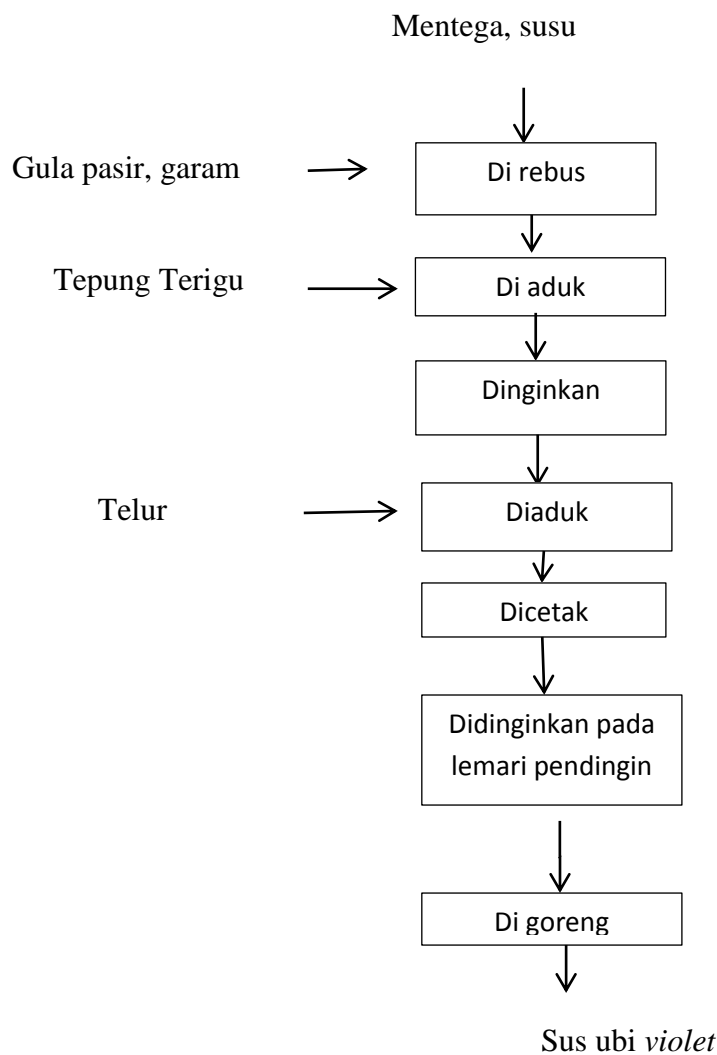 Mentega, susu
Gula pasir, garam
Di rebus
Tepung Terigu
Di aduk
Dinginkan
Telur
Diaduk
Dicetak
Didinginkan pada
lemari pendingin
Di goreng
Sus ubi violet